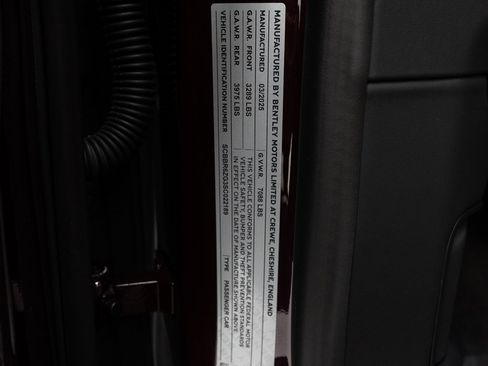 MANUFACTURED BY BENTLEY MOTORS LIMITED AT CREWE, CHESHIRE, ENGLAND
MANUFACTURED 03/2025 G.V.W.R. 7088 LBS
G.A.W.R. FRONT 3289 LBS
G.A.W.R. REAR 3975 LBS
THIS VEHICLE CONFORMS TO ALL APPLICABLE FEDERAL MOTOR
VEHICLE SAFETY, BUMPER AND THEFT PREVENTION STANDARDS
IN EFFECT ON THE DATE OF MANUFACTURE SHOWN ABOVE
VEHICLE IDENTIFICATION NUMBER SCBBR6ZG3SC022189 TYPE PASSENGER CAR